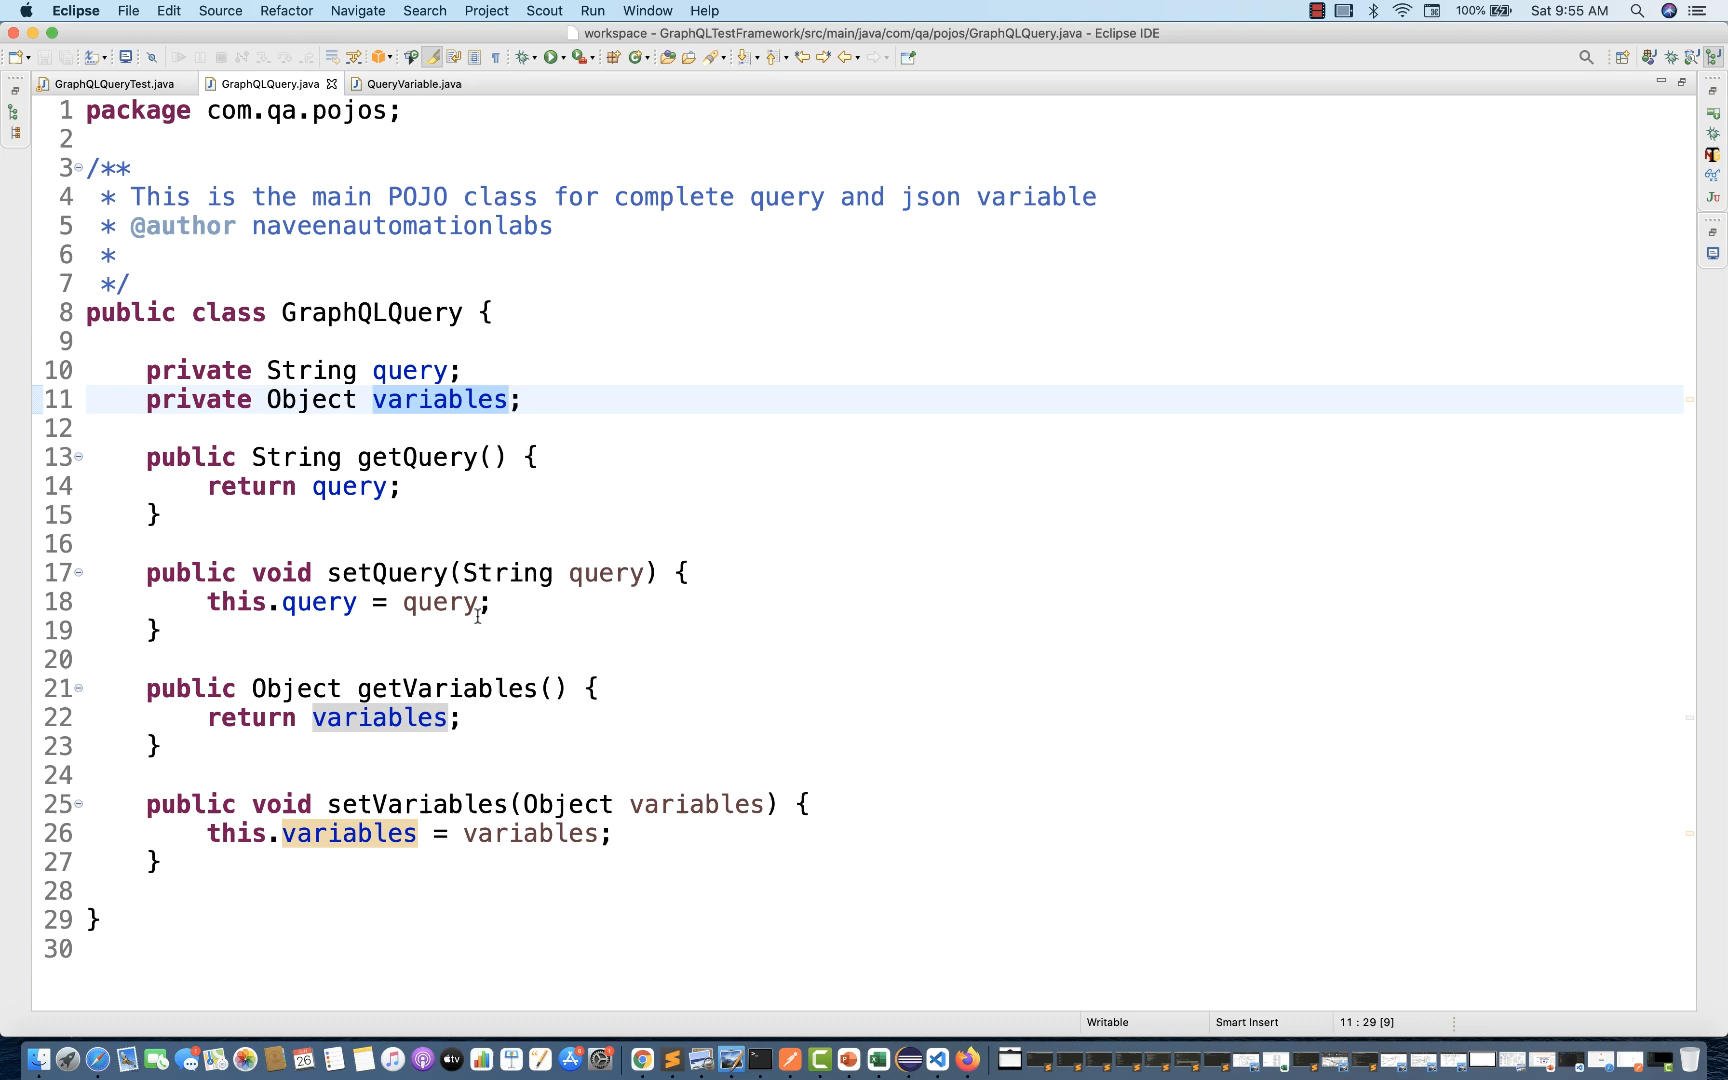 Eclipse File Edit Source Refactor Navigate Search Project Scout Run Window Help 100% Sat 9:55 AM
workspace - GraphQLTestFramework/src/main/java/com/qa/pojos/GraphQLQuery.java - Eclipse IDE
GraphQLQueryTest.java GraphQLQuery.java QueryVariable.java
1 package com.qa.pojos;
2
3 /**
4 * This is the main POJO class for complete query and json variable
5 * @author naveenautomationlabs
6 *
7 */
8 public class GraphQLQuery {
9
10 private String query;
11 private Object variables;
12
13 public String getQuery() {
14 return query;
15 }
16
17 public void setQuery(String query) {
18 this.query = query;
19 }
20
21 public Object getVariables() {
22 return variables;
23 }
24
25 public void setVariables(Object variables) {
26 this.variables = variables;
27 }
28
29 }
30
Writable Smart Insert 11 : 29 [9]